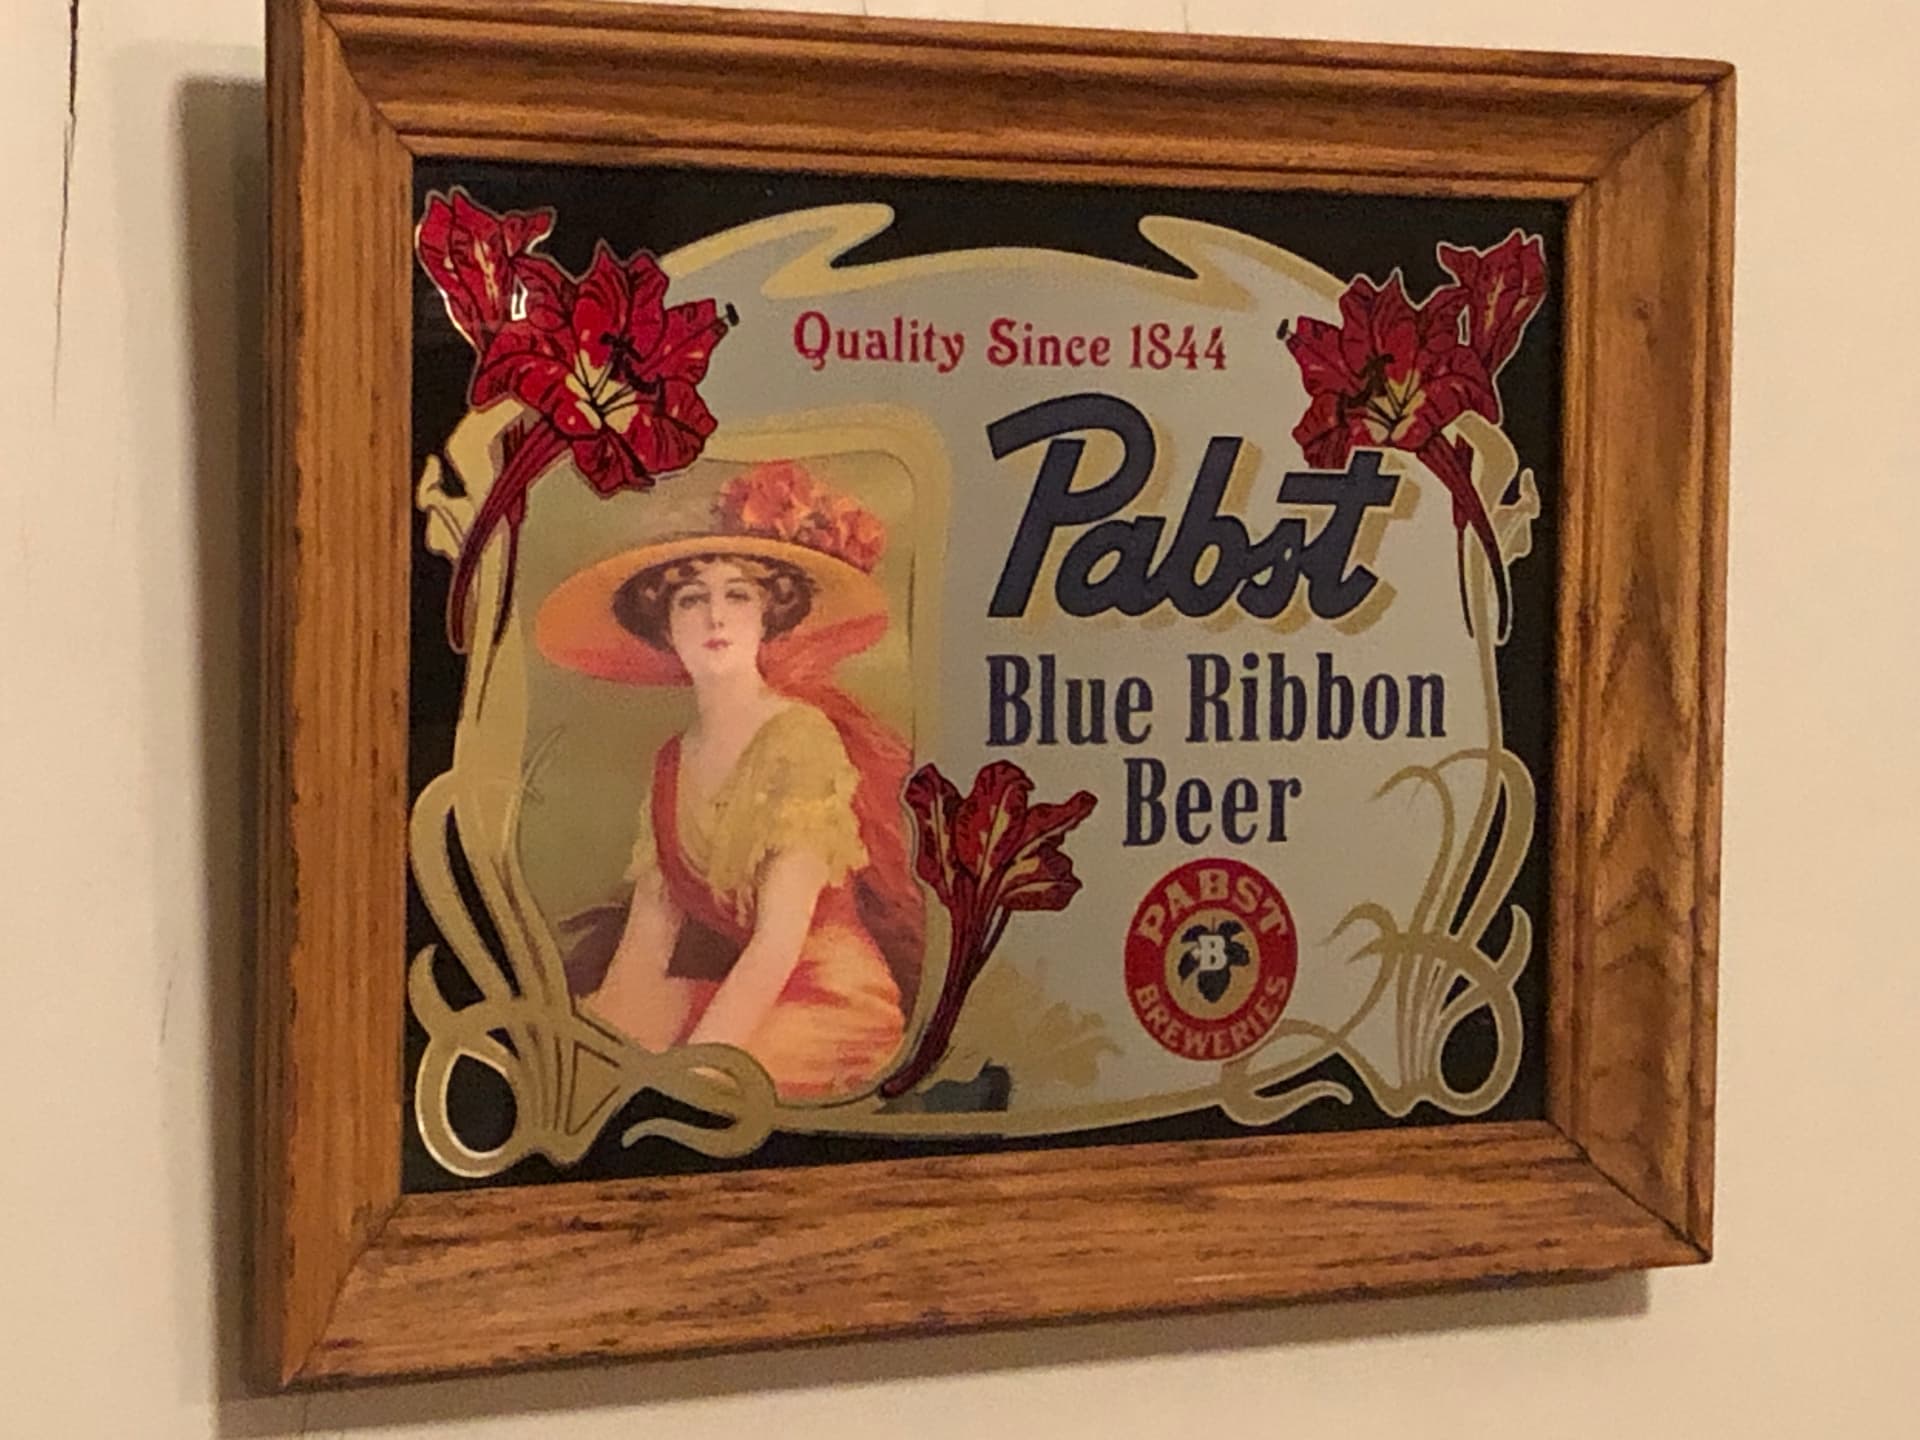 Quality Since 1844
Pabst
Blue Ribbon
Beer
PABST
B
BREWERIES